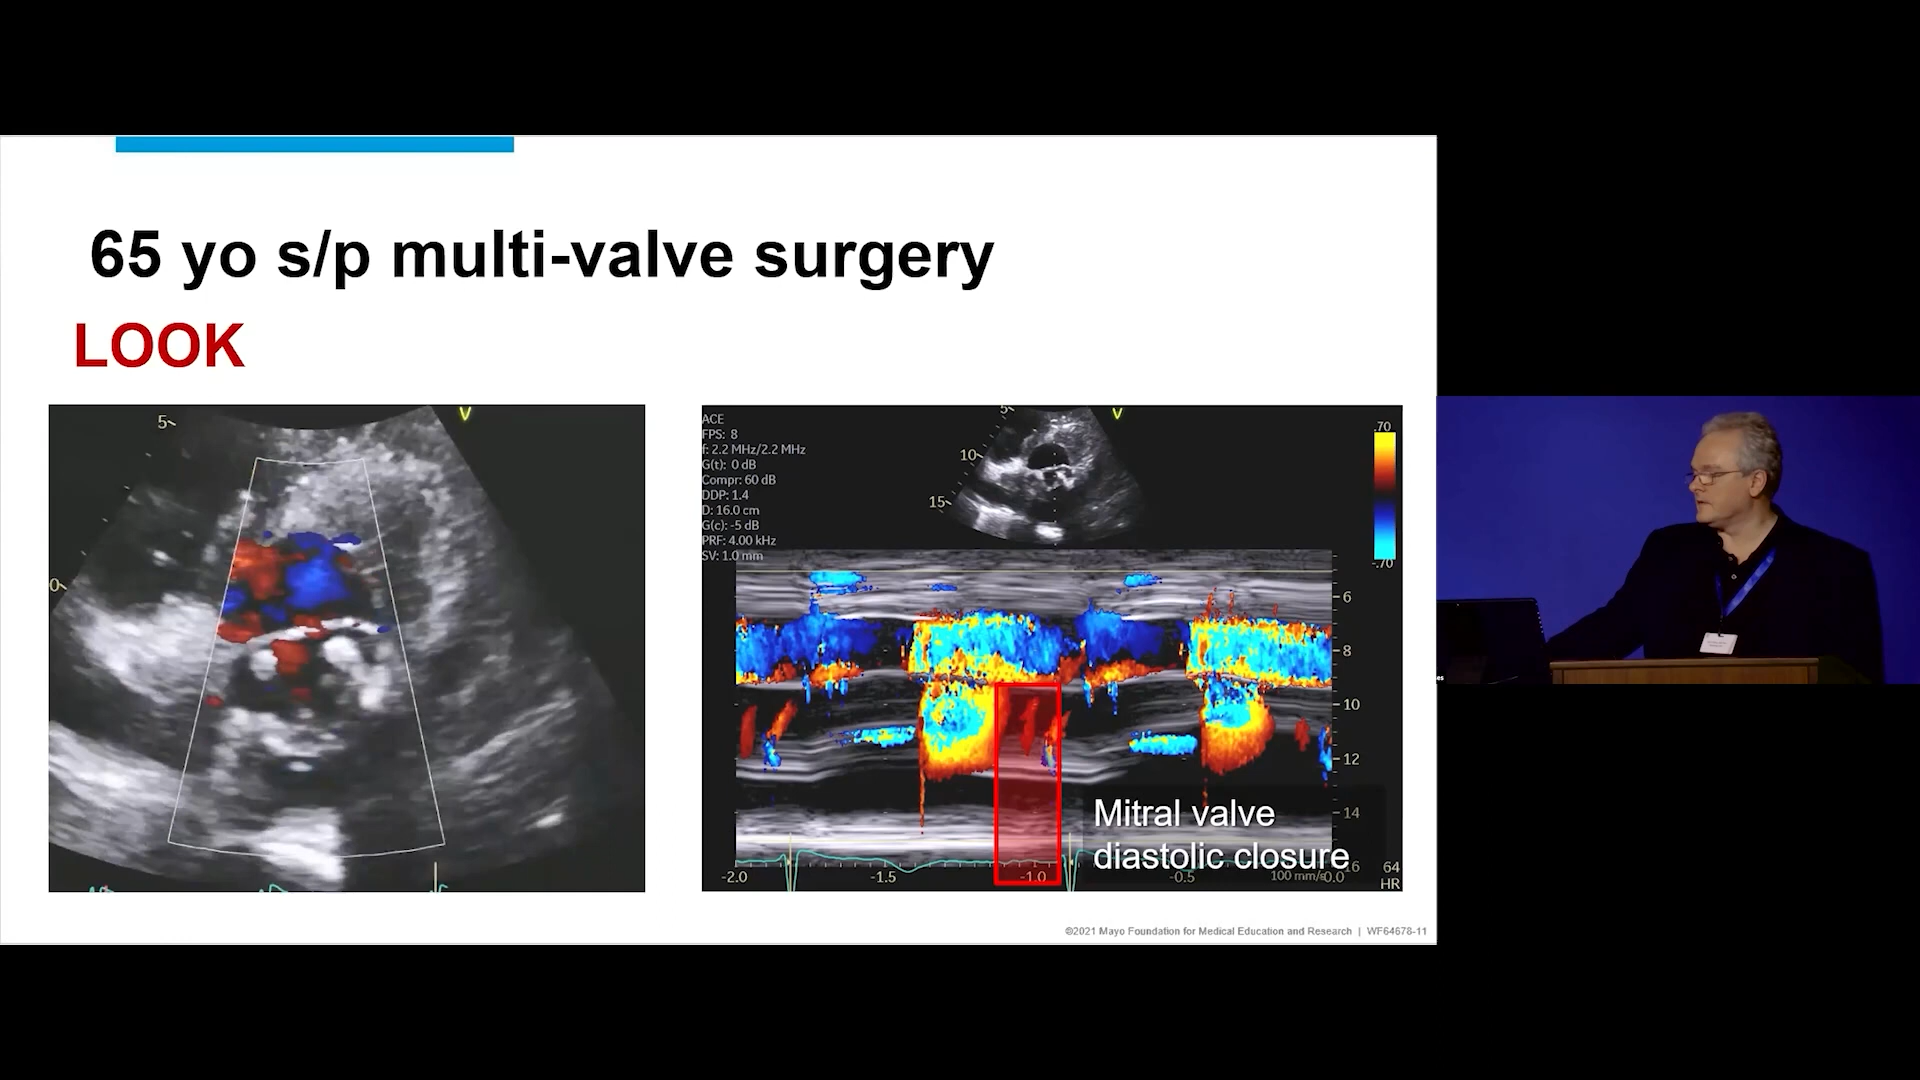 65 yo s/p multi-valve surgery
LOOK
5
V
ACE
FPS: 8
f: 2.2 MHz/2.2 MHz
G(t): 0 dB
Compr: 60 dB
DDP: 1.4
D: 16.0 cm
G(c): -5 dB
PRF: 4.00 kHz
SV: 1.0 mm
5
V
10
15
.70
-.70
6
8
10
12
14
16
Mitral valve
diastolic closure
-2.0
-1.5
-1.0
-0.5
100 mm/s
0.0
64
HR
©2021 Mayo Foundation for Medical Education and Research | WF64678-11